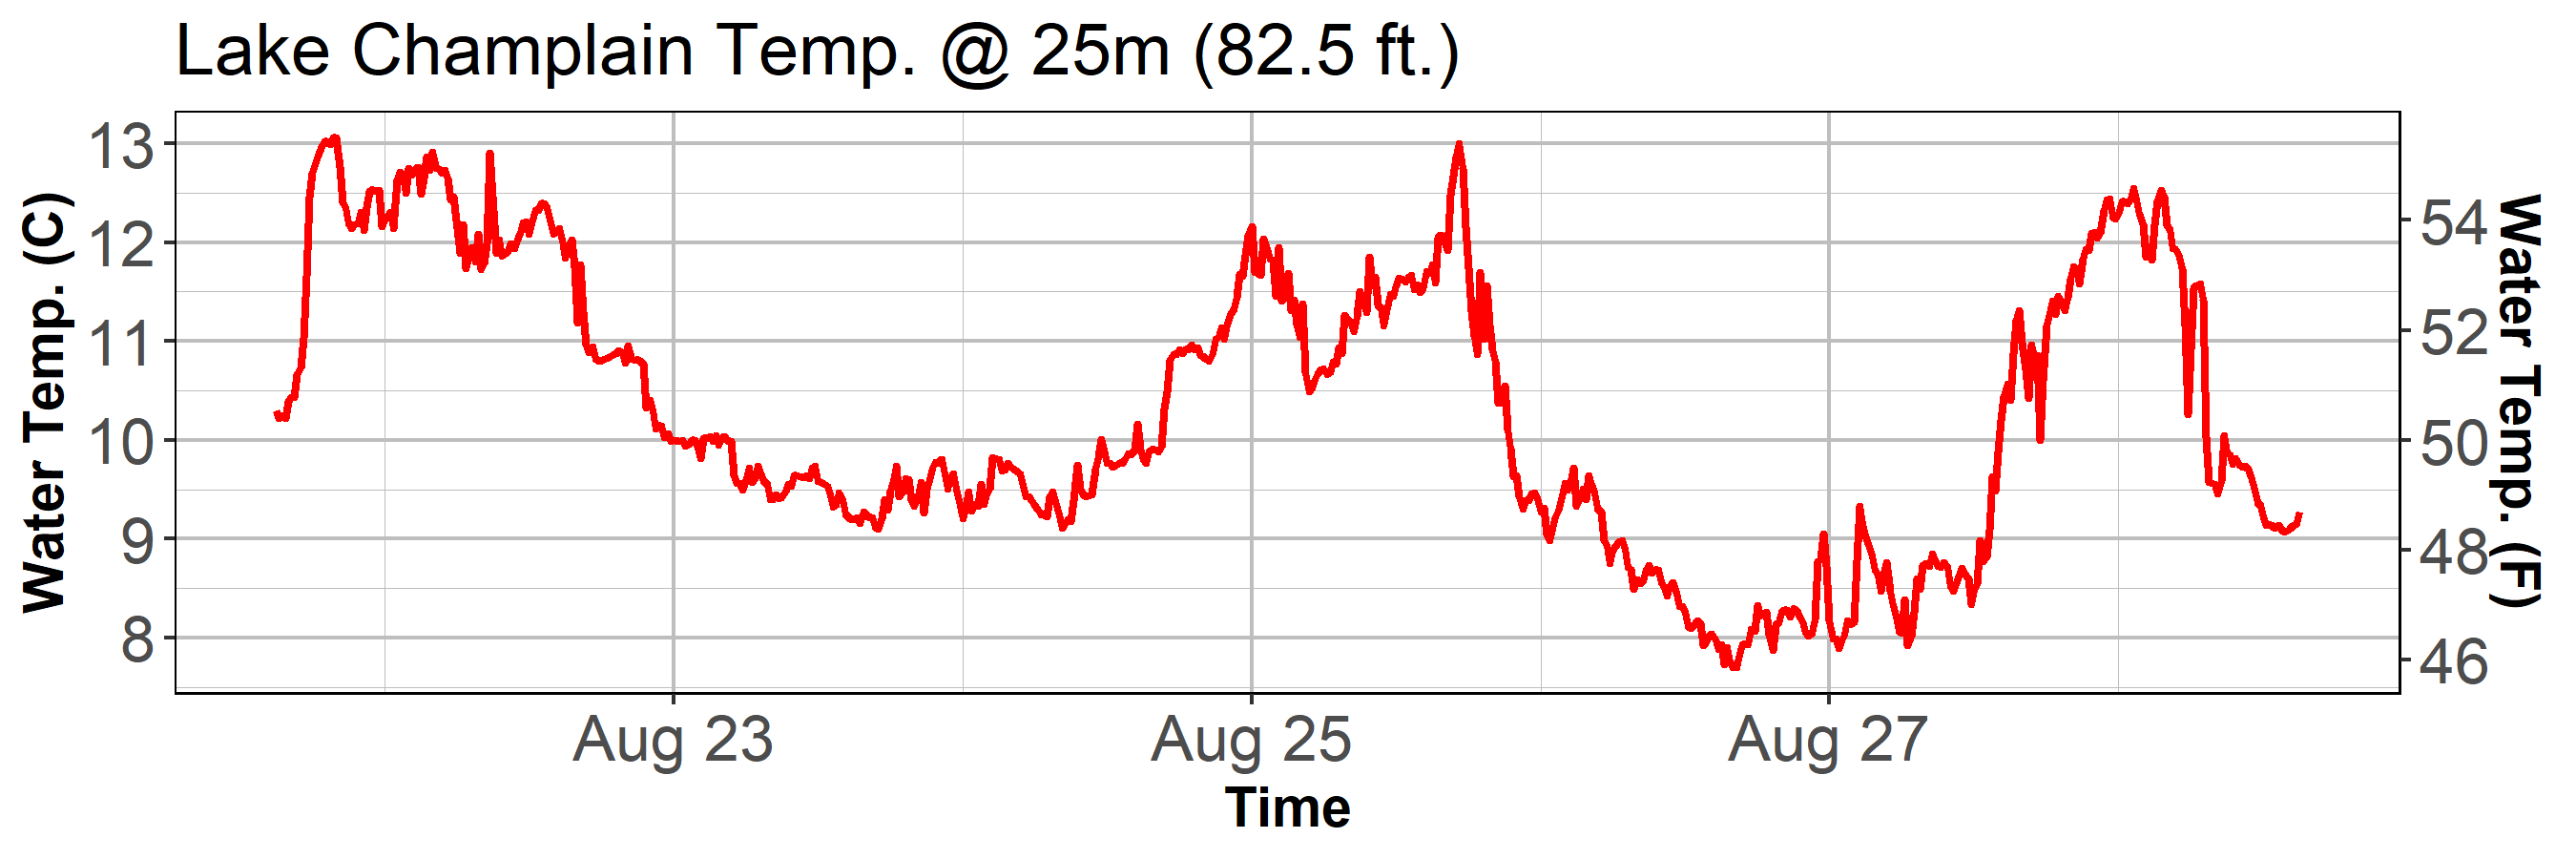 Lake Champlain Temp. @ 25m (82.5 ft.)
Water Temp. (C)
13
12
11
10
9
8
54
52
50
48
46
Water Temp. (F)
Aug 23
Aug 25
Aug 27
Time